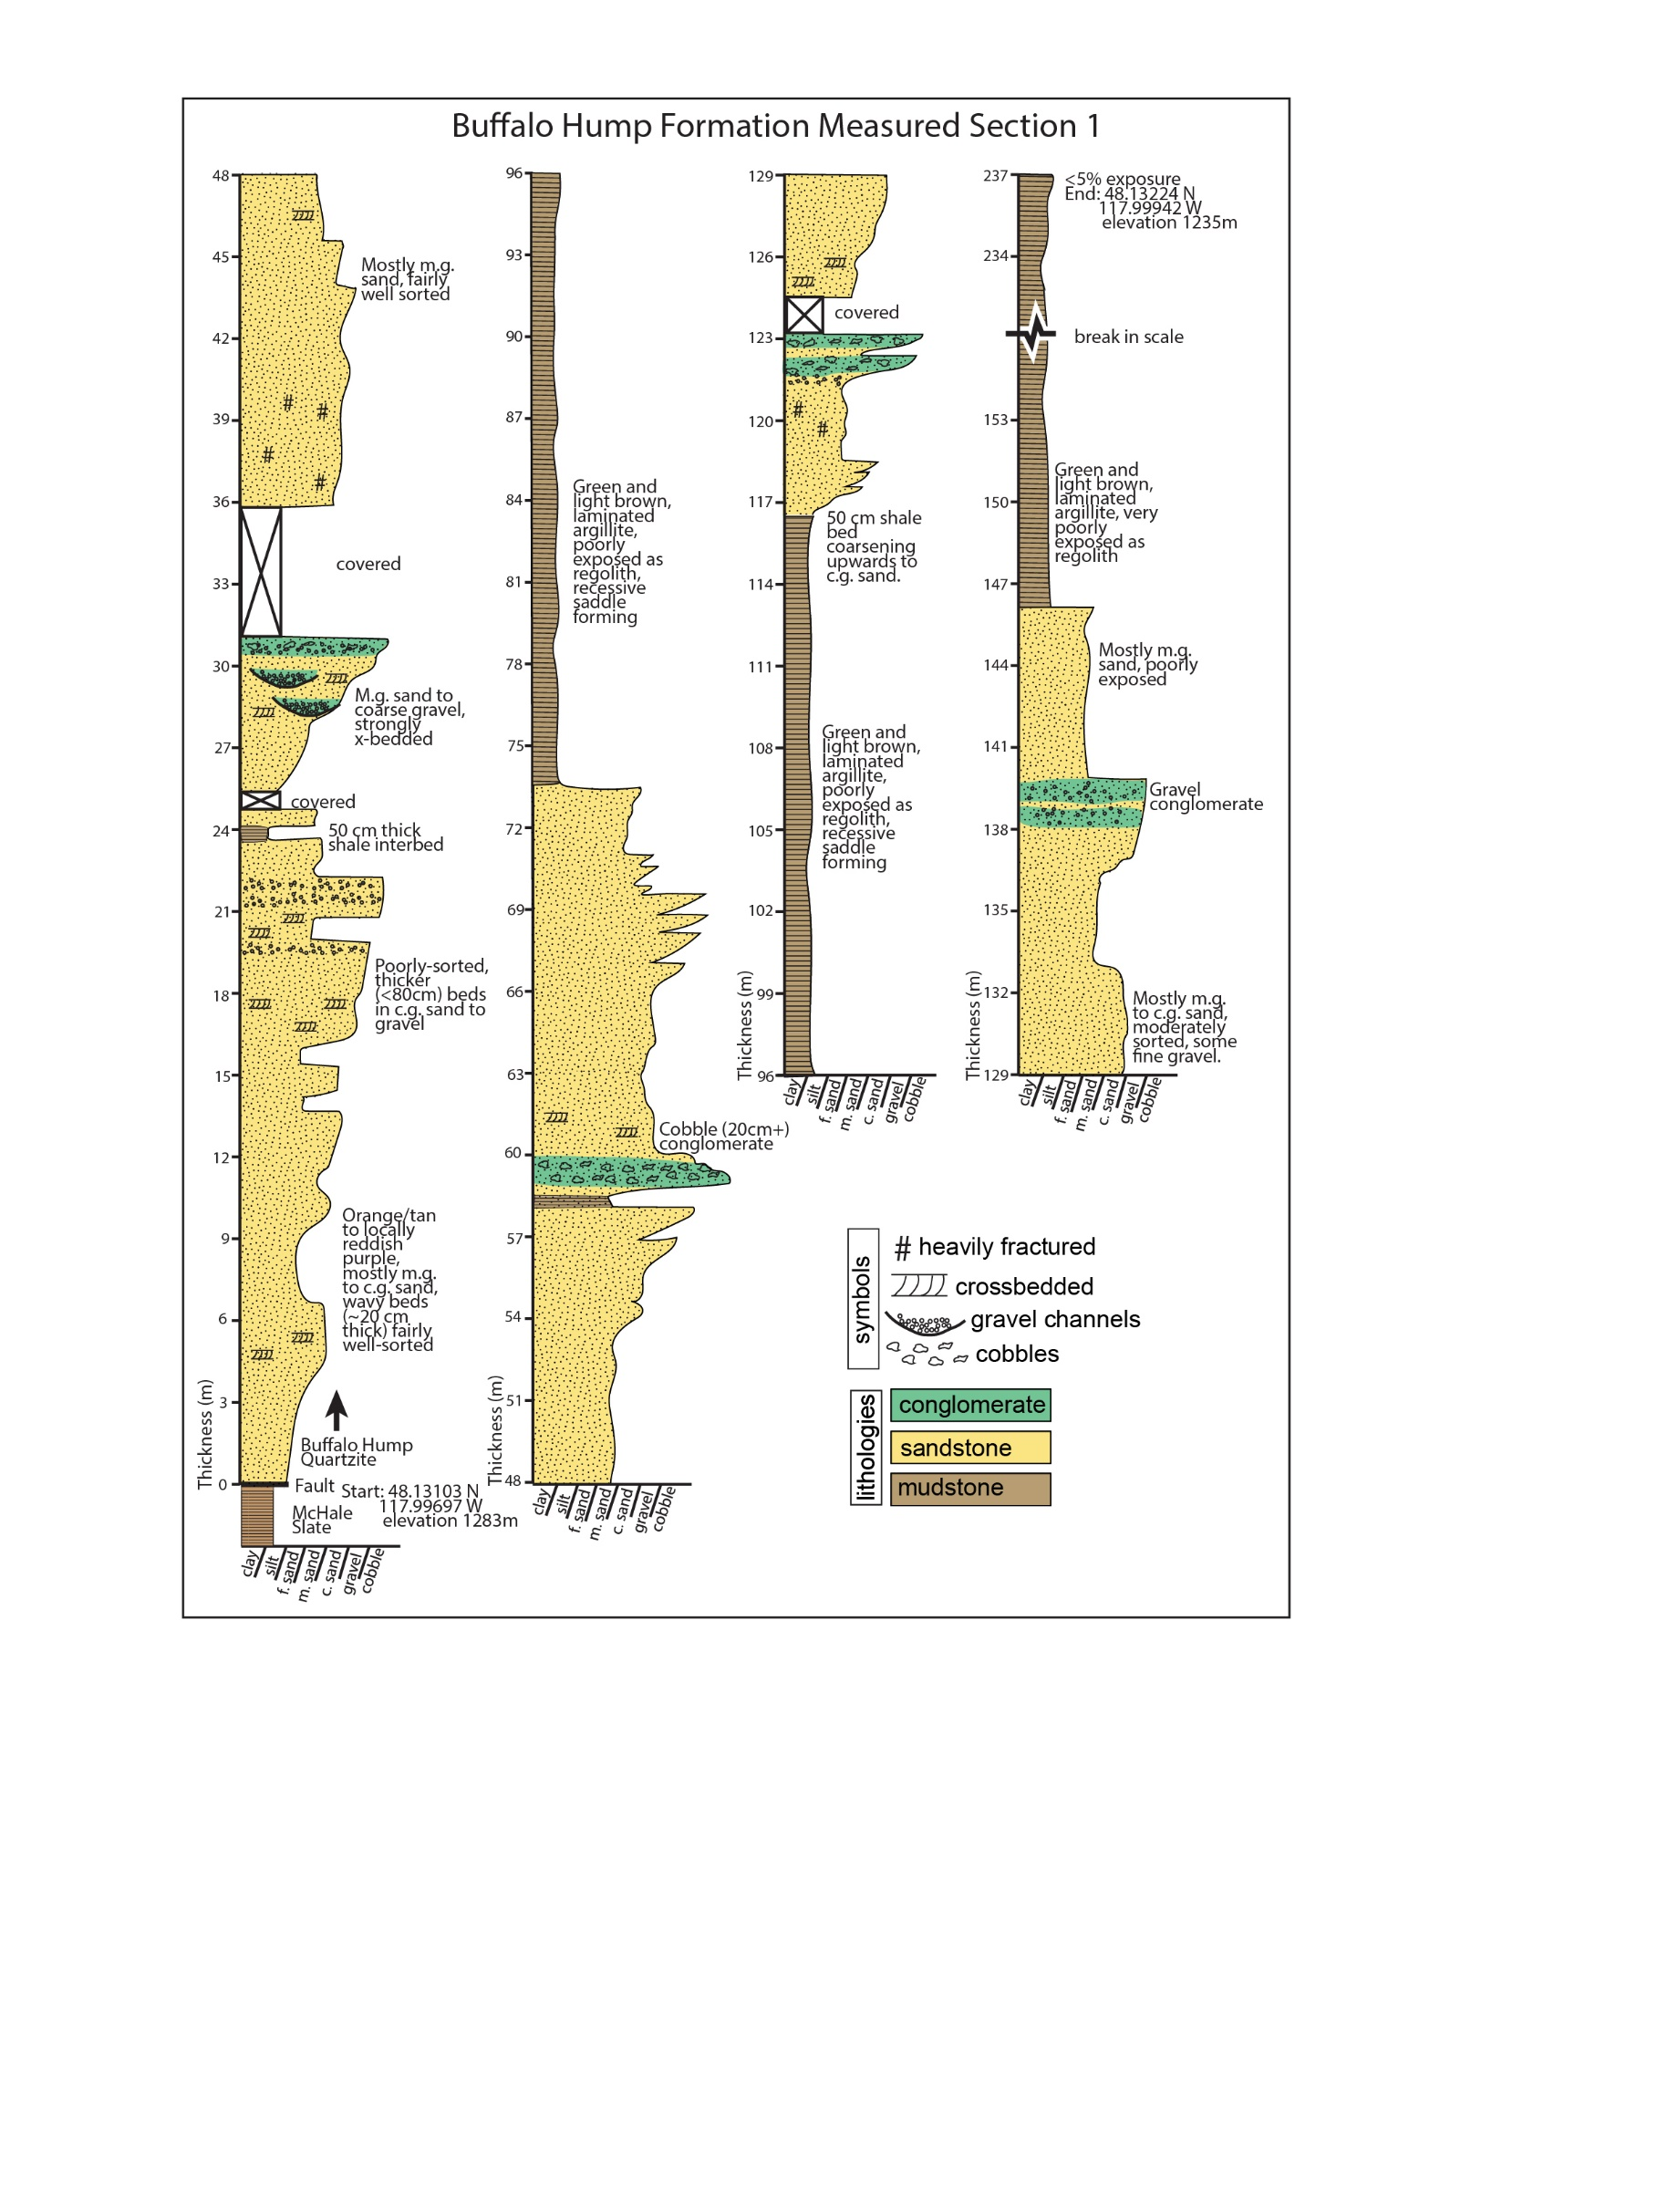 Buffalo Hump Formation Measured Section 1
48
45
42
39
36
33
30
27
24
21
18
15
12
9
6
3
0
Thickness (m)
Mostly m.g.
sand, fairly
well sorted
covered
M.g. sand to
coarse gravel,
strongly
x-bedded
covered
50 cm thick
shale interbed
Poorly-sorted,
thicker
(<80cm) beds
in c.g. sand to
gravel
Orange/tan
to locally
reddish
purple,
mostly m.g.
to c.g. sand,
wavy beds
(~20 cm
thick) fairly
well-sorted
Buffalo Hump
Quartzite
Fault
Start: 48.13103 N
117.99697 W
elevation 1283m
McHale
Slate
clay
silt
f. sand
m. sand
c. sand
gravel
cobble
96
93
90
87
84
81
78
75
72
69
66
63
60
57
54
51
48
Thickness (m)
Green and
light brown,
laminated
argillite,
poorly
exposed as
regolith,
recessive
saddle
forming
Cobble (20cm+)
conglomerate
clay
silt
f. sand
m. sand
c. sand
gravel
cobble
129
126
123
120
117
114
111
108
105
102
99
96
Thickness (m)
covered
50 cm shale
bed
coarsening
upwards to
c.g. sand.
Green and
light brown,
laminated
argillite,
poorly
exposed as
regolith,
recessive
saddle
forming
clay
silt
f. sand
m. sand
c. sand
gravel
cobble
237
234
153
150
147
144
141
138
135
132
129
Thickness (m)
<5% exposure
End: 48.13224 N
117.99942 W
elevation 1235m
break in scale
Green and
light brown,
laminated
argillite, very
poorly
exposed as
regolith
Mostly m.g.
sand, poorly
exposed
Gravel
conglomerate
Mostly m.g.
to c.g. sand,
moderately
sorted, some
fine gravel.
clay
silt
f. sand
m. sand
c. sand
gravel
cobble
symbols
# heavily fractured
crossbedded
gravel channels
cobbles
lithologies
conglomerate
sandstone
mudstone